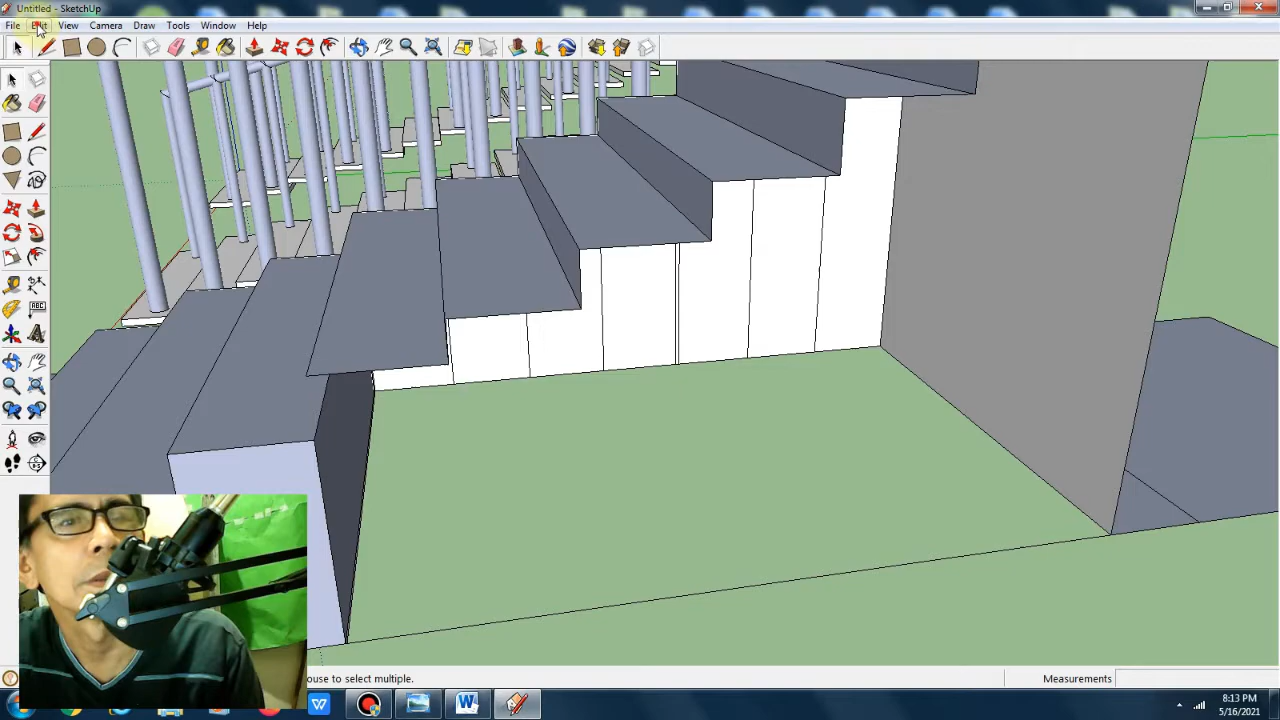 Untitled - SketchUp
File Edit View Camera Draw Tools Window Help
ABC
ouse to select multiple.
Measurements
W
W
8:13 PM
5/16/2021